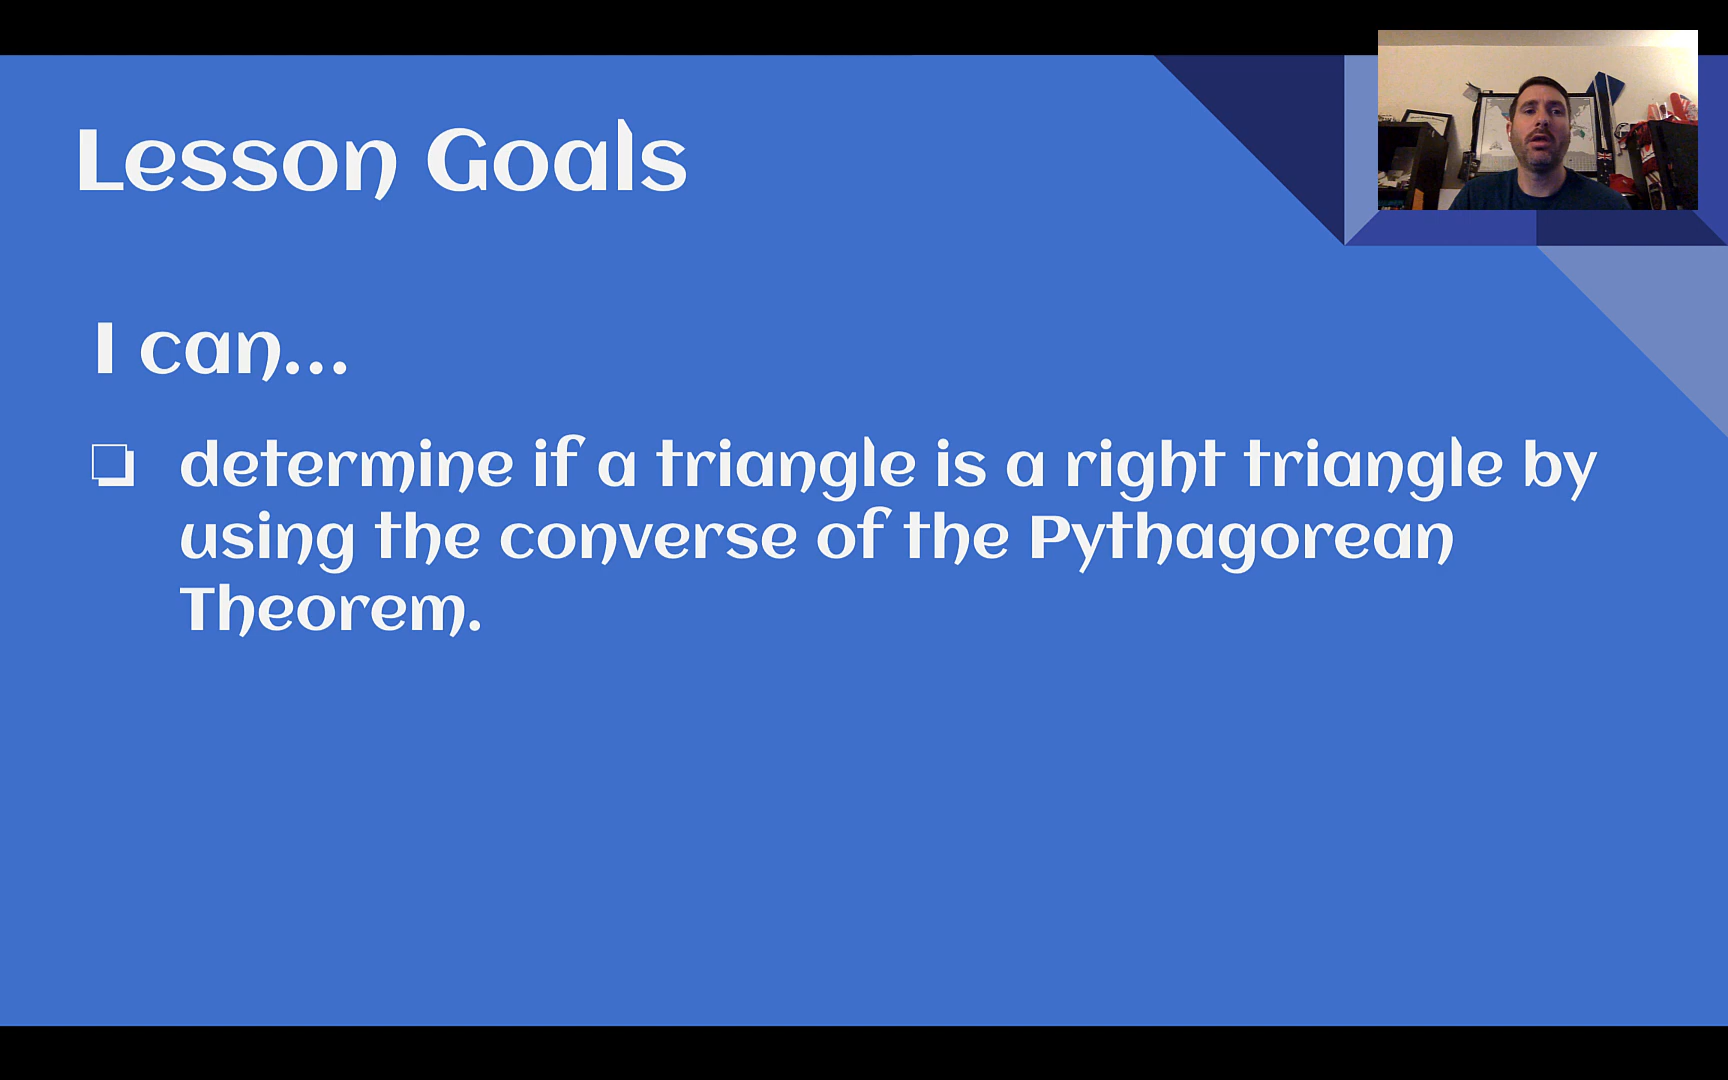 Lesson Goals
I can...
determine if a triangle is a right triangle by
using the converse of the Pythagorean
Theorem.